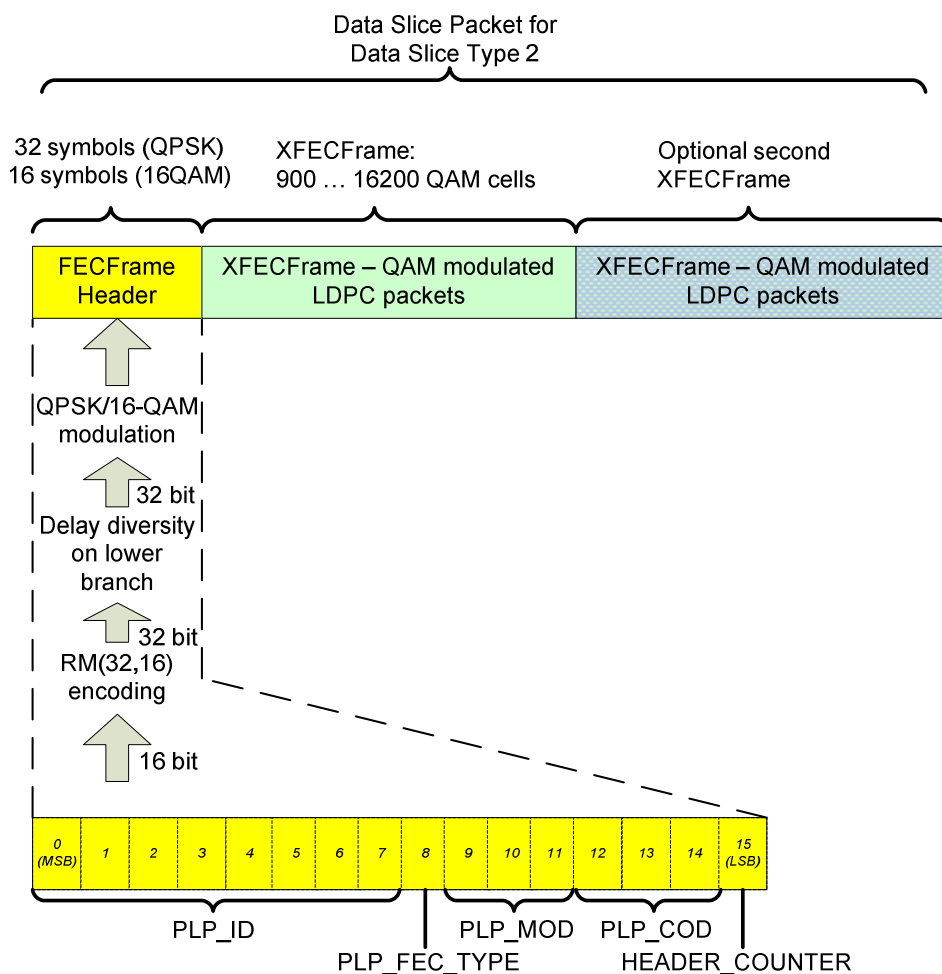 Data Slice Packet for
Data Slice Type 2
32 symbols (QPSK)
16 symbols (16QAM)
XFECFrame:
900 … 16200 QAM cells
Optional second
XFECFrame
FECFrame
Header
XFECFrame – QAM modulated
LDPC packets
XFECFrame – QAM modulated
LDPC packets
QPSK/16-QAM
modulation
32 bit
Delay diversity
on lower
branch
32 bit
RM(32,16)
encoding
16 bit
0
(MSB)
1
2
3
4
5
6
7
8
9
10
11
12
13
14
15
(LSB)
PLP_ID
PLP_MOD
PLP_COD
PLP_FEC_TYPE
HEADER_COUNTER